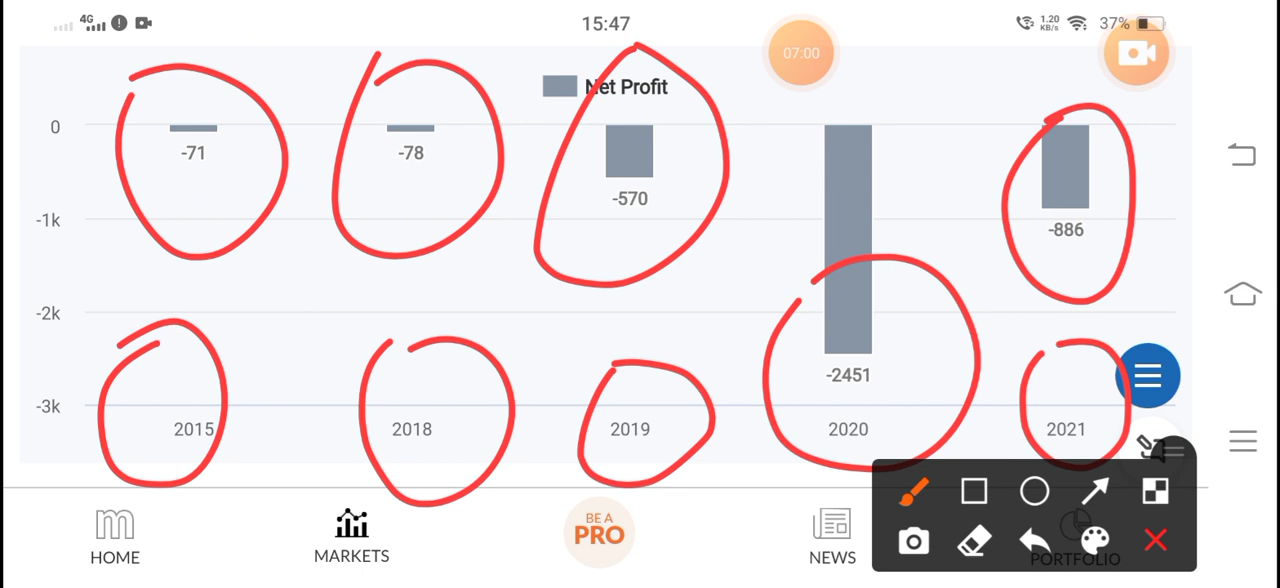 4G
15:47
1.20
KB/s
37%
07:00
Net Profit
0
-71
-78
-570
-886
-1k
-2k
-2451
-3k
2015
2018
2019
2020
2021
HOME
MARKETS
BE A
PRO
NEWS
PORTFOLIO